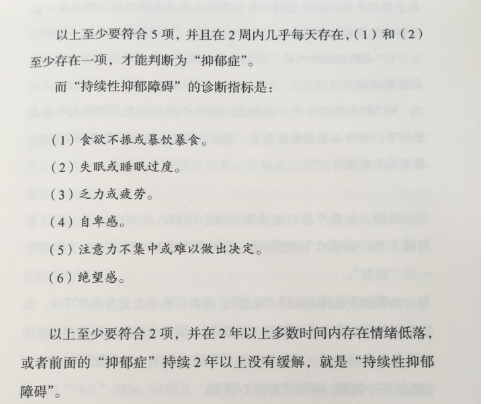 以上至少要符合 5 项，并且在 2 周内几乎每天存在，(1) 和 (2)
至少存在一项，才能判断为“抑郁症”。
而“持续性抑郁障碍”的诊断指标是：
(1) 食欲不振或暴饮暴食。
(2) 失眠或睡眠过度。
(3) 乏力或疲劳。
(4) 自卑感。
(5) 注意力不集中或难以做出决定。
(6) 绝望感。
以上至少要符合 2 项，并在 2 年以上多数时间内存在情绪低落，
或者前面的“抑郁症”持续 2 年以上没有缓解，就是“持续性抑郁
障碍”。